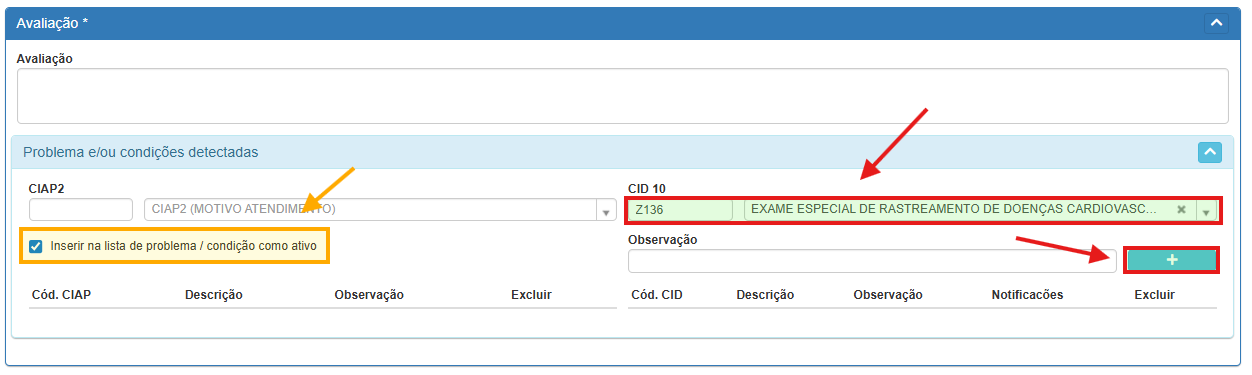 Avaliação *
Avaliação
Problema e/ou condições detectadas
CIAP2
CIAP2 (MOTIVO ATENDIMENTO)
Inserir na lista de problema / condição como ativo
Cód. CIAP Descrição Observação Excluir
CID 10
Z136 EXAME ESPECIAL DE RASTREAMENTO DE DOENÇAS CARDIOVASC...
Observação
+
Cód. CID Descrição Observação Notificacões Excluir